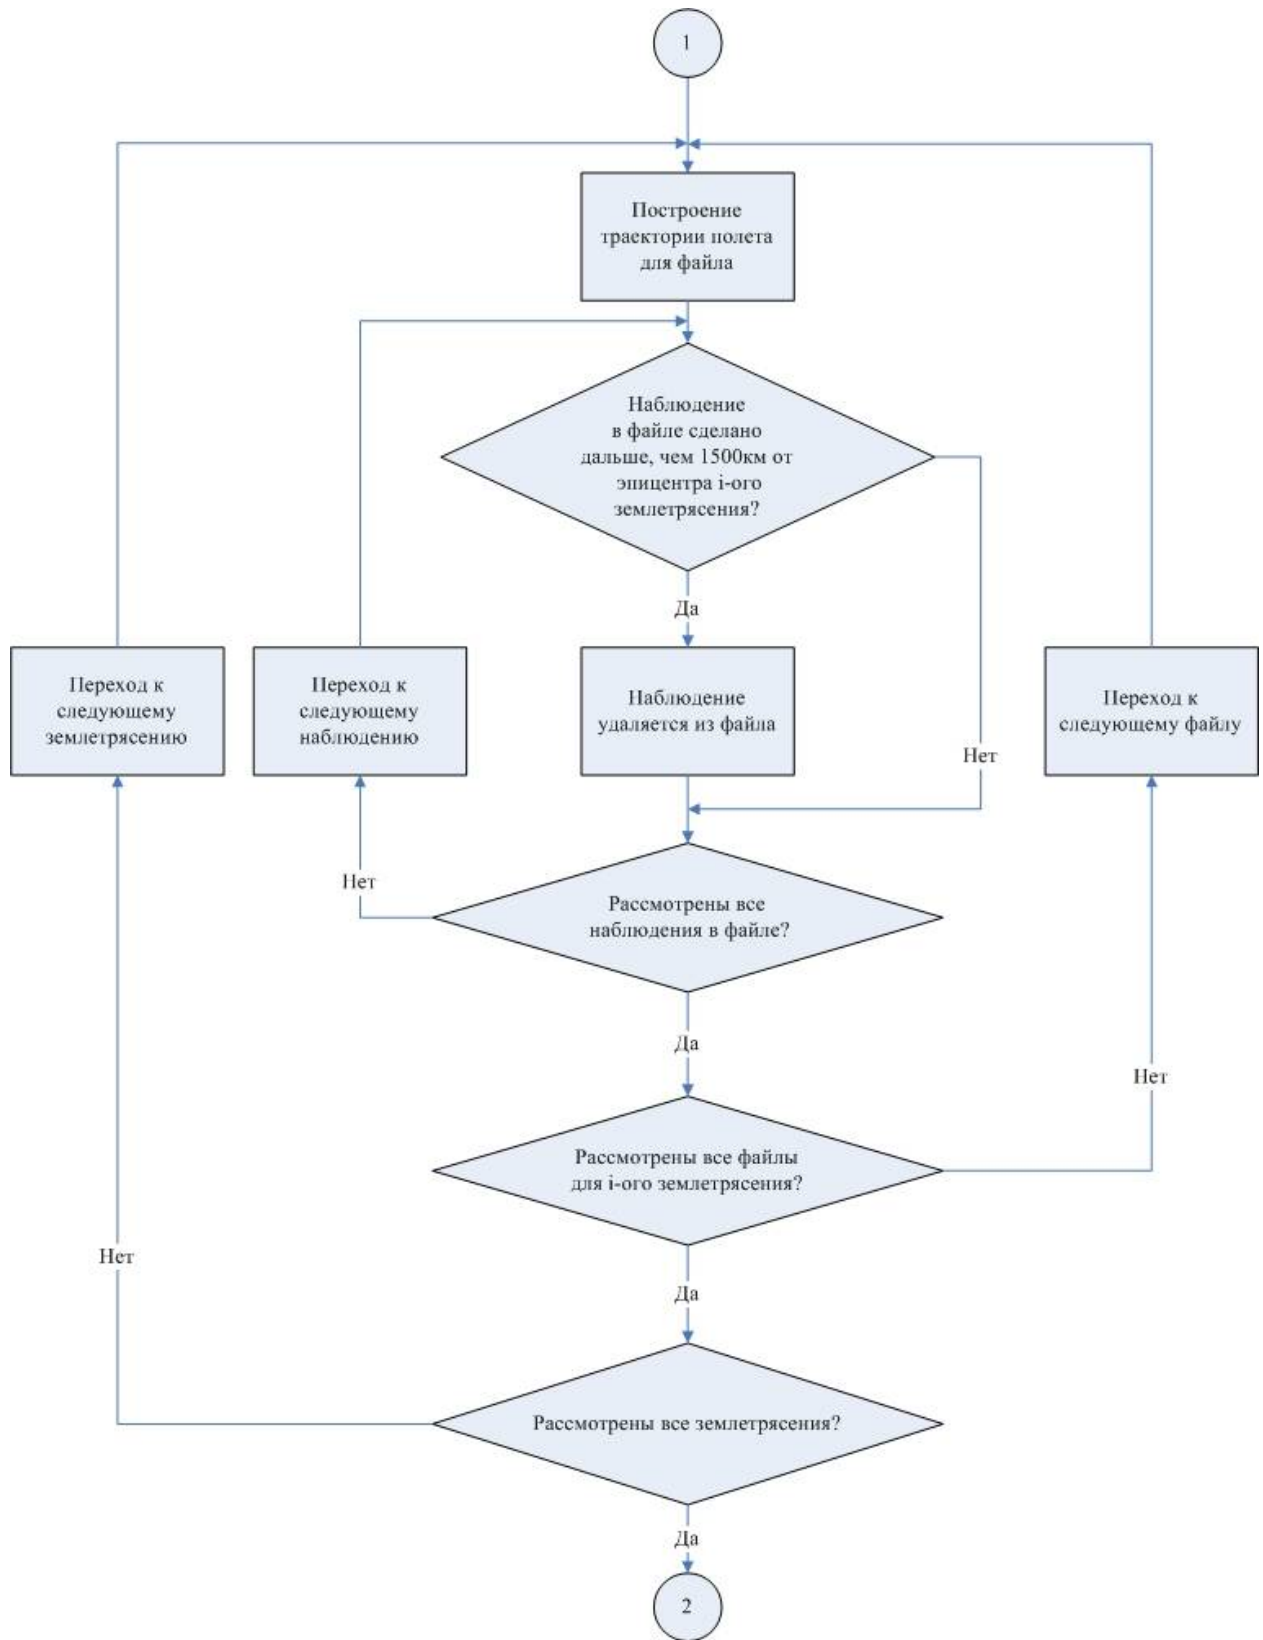 1
Построение
траектории полета
для файла
Наблюдение
в файле сделано
дальше, чем 1500км от
эпицентра i-ого
землетрясения?
Да
Переход к
следующему
землетрясению
Переход к
следующему
наблюдению
Наблюдение
удаляется из файла
Переход к
следующему файлу
Нет
Нет
Рассмотрены все
наблюдения в файле?
Да
Нет
Рассмотрены все файлы
для i-ого землетрясения?
Нет
Да
Рассмотрены все землетрясения?
Да
2